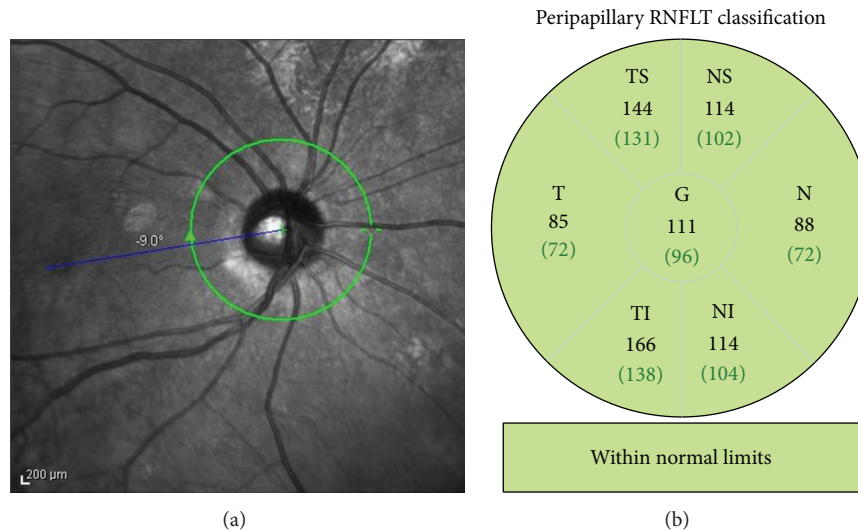 Peripapillary RNFLT classification
-9.0°
200 µm
TS
144
(131)
NS
114
(102)
T
85
(72)
G
111
(96)
N
88
(72)
TI
166
(138)
NI
114
(104)
Within normal limits
(a)
(b)